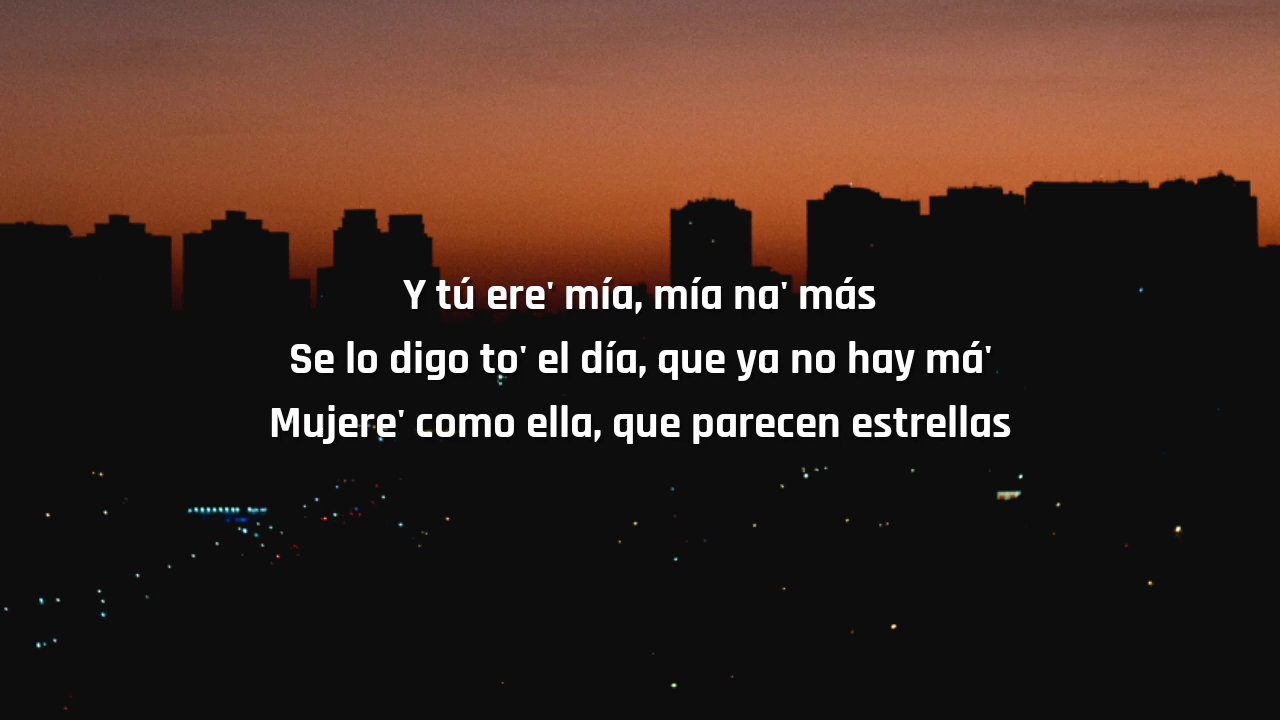 Y tú ere' mía, mía na' más
Se lo digo to' el día, que ya no hay má'
Mujere' como ella, que parecen estrellas